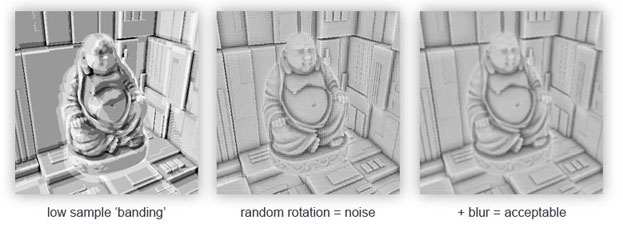 low sample ‘banding’
random rotation = noise
+ blur = acceptable